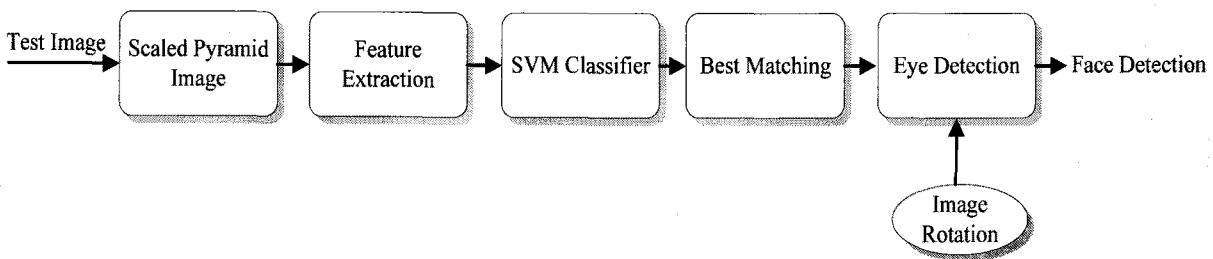 Test Image
Scaled Pyramid
Image
Feature
Extraction
SVM Classifier
Best Matching
Eye Detection
Face Detection
Image
Rotation